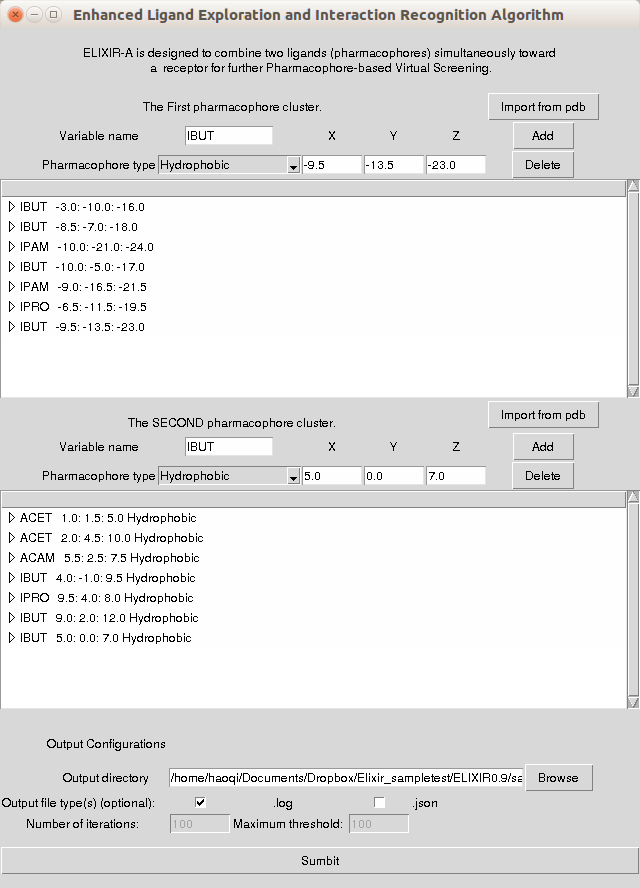 Enhanced Ligand Exploration and Interaction Recognition Algorithm
ELIXIR-A is designed to combine two ligands (pharmacophores) simultaneously toward
a receptor for further Pharmacophore-based Virtual Screening.
The First pharmacophore cluster. Import from pdb
Variable name IBUT X Y Z Add
Pharmacophore type Hydrophobic -9.5 -13.5 -23.0 Delete
IBUT -3.0: -10.0: -16.0
IBUT -8.5: -7.0: -18.0
IPAM -10.0: -21.0: -24.0
IBUT -10.0: -5.0: -17.0
IPAM -9.0: -16.5: -21.5
IPRO -6.5: -11.5: -19.5
IBUT -9.5: -13.5: -23.0
The SECOND pharmacophore cluster. Import from pdb
Variable name IBUT X Y Z Add
Pharmacophore type Hydrophobic 5.0 0.0 7.0 Delete
ACET 1.0: 1.5: 5.0 Hydrophobic
ACET 2.0: 4.5: 10.0 Hydrophobic
ACAM 5.5: 2.5: 7.5 Hydrophobic
IBUT 4.0: -1.0: 9.5 Hydrophobic
IPRO 9.5: 4.0: 8.0 Hydrophobic
IBUT 9.0: 2.0: 12.0 Hydrophobic
IBUT 5.0: 0.0: 7.0 Hydrophobic
Output Configurations
Output directory /home/haoqi/Documents/Dropbox/Elixir_sampletest/ELIXIR0.9/sa Browse
Output file type(s) (optional): .log .json
Number of iterations: 100 Maximum threshold: 100
Sumbit